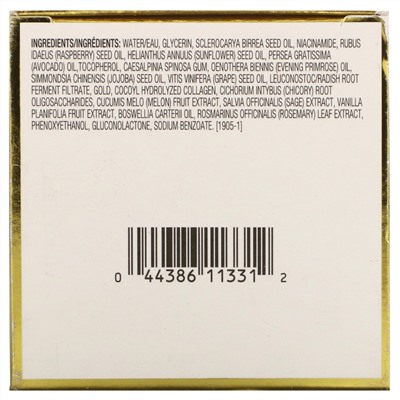 INGREDIENTS/INGRÉDIENTS: WATER/EAU, GLYCERIN, SCLEROCARYA BIRREA SEED OIL, NIACINAMIDE, RUBUS
IDAEUS (RASPBERRY) SEED OIL, HELIANTHUS ANNUUS (SUNFLOWER) SEED OIL, PERSEA GRATISSIMA
(AVOCADO) OIL,TOCOPHEROL, CAESALPINIA SPINOSA GUM, OENOTHERA BIENNIS (EVENING PRIMROSE) OIL,
SIMMONDSIA CHINENSIS (JOJOBA) SEED OIL, VITIS VINIFERA (GRAPE) SEED OIL, LEUCONOSTOC/RADISH ROOT
FERMENT FILTRATE, GOLD, COCOYL HYDROLYZED COLLAGEN, CICHORIUM INTYBUS (CHICORY) ROOT
OLIGOSACCHARIDES, CUCUMIS MELO (MELON) FRUIT EXTRACT, SALVIA OFFICINALIS (SAGE) EXTRACT, VANILLA
PLANIFOLIA FRUIT EXTRACT, BOSWELLIA CARTERII OIL, ROSMARINUS OFFICINALIS (ROSEMARY) LEAF EXTRACT,
PHENOXYETHANOL, GLUCONOLACTONE, SODIUM BENZOATE. [1905-1]
0 44386 11331 2